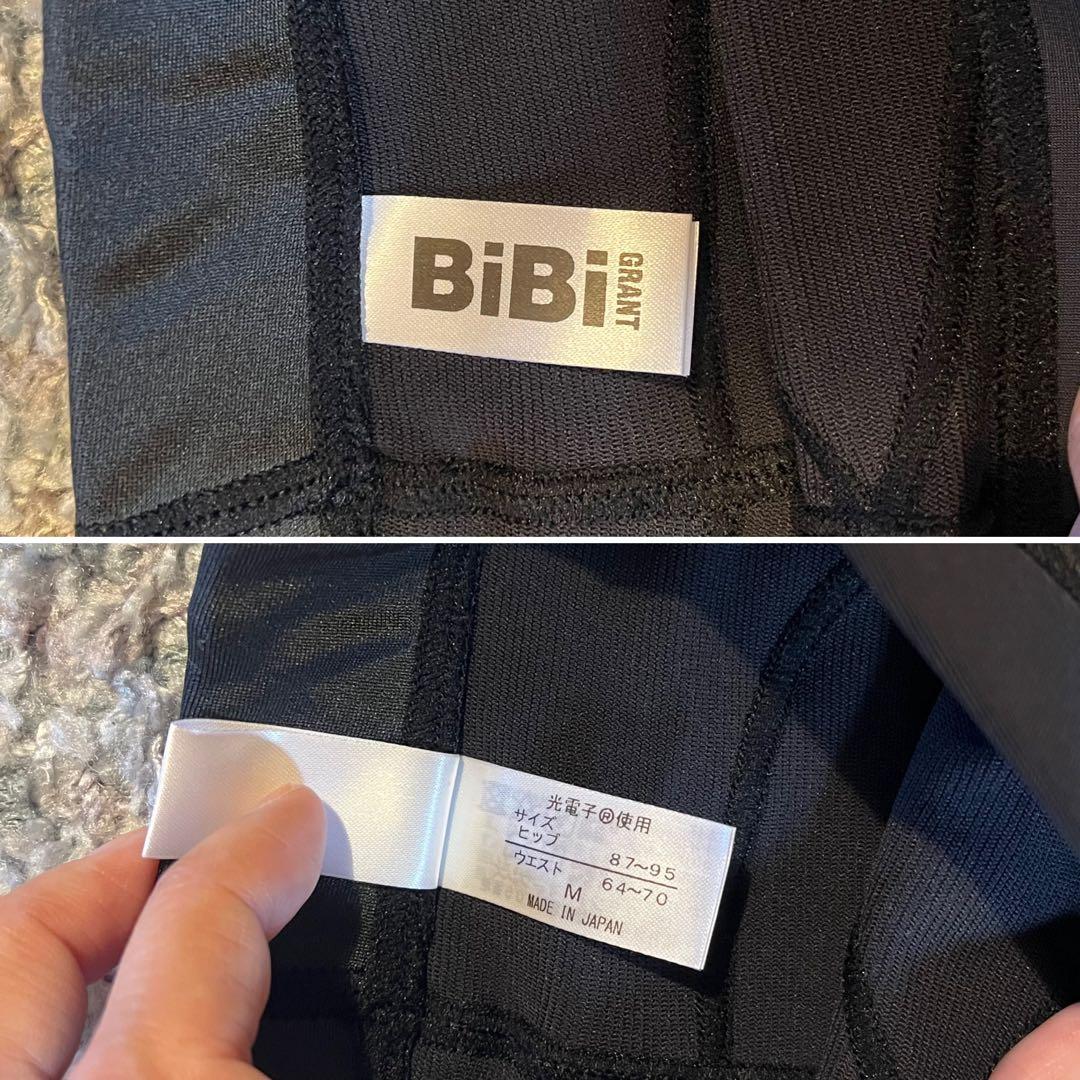 BiBi GRANT
光電子®使用
サイズ
ヒップ 87~95
ウエスト 64~70
M
MADE IN JAPAN